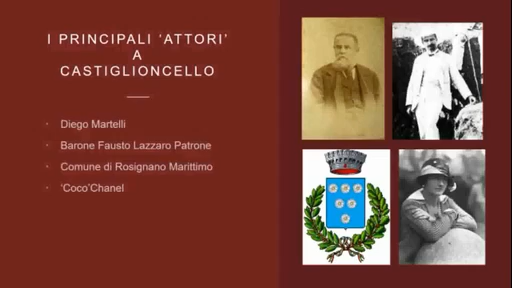 I PRINCIPALI ‘ATTORI’
A
CASTIGLIONCELLO
• Diego Martelli
• Barone Fausto Lazzaro Patrone
• Comune di Rosignano Marittimo
• ‘Coco’Chanel